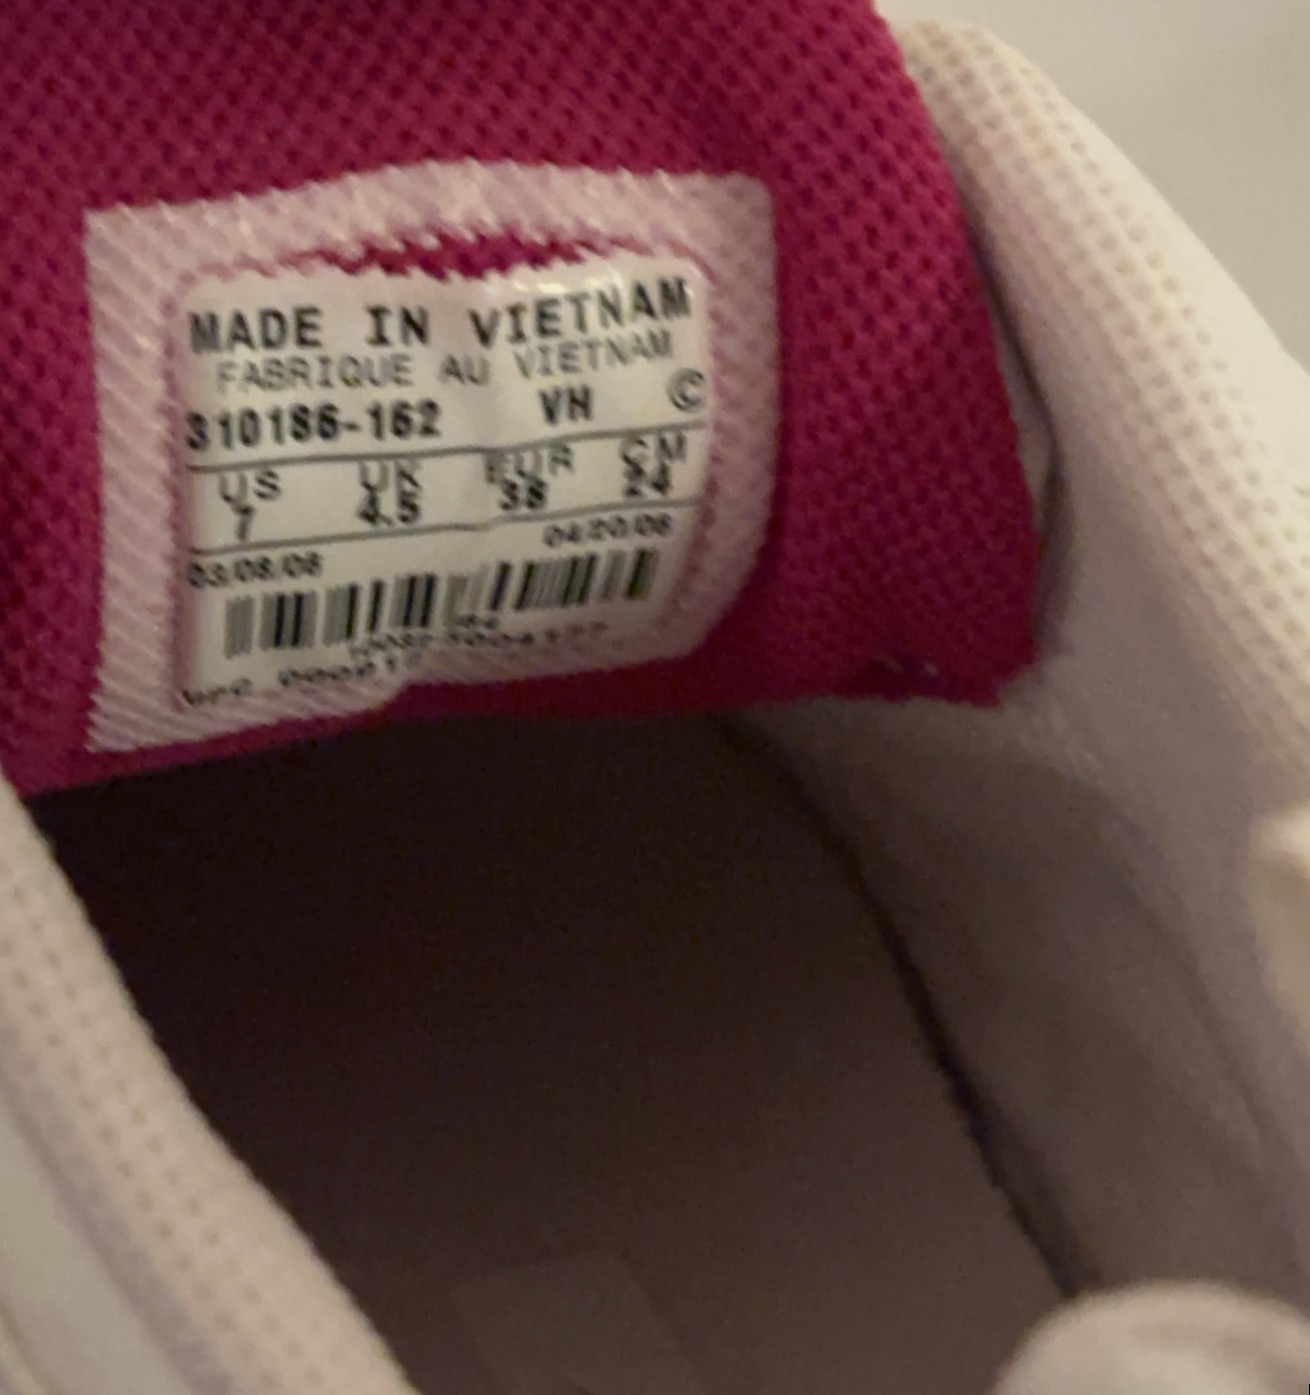 MADE IN VIETNAM
FABRIQUE AU VIETNAM
310186-162 VH ©
US UK EUR CM
7 4.5 38 24
03/08/08 04/20/08